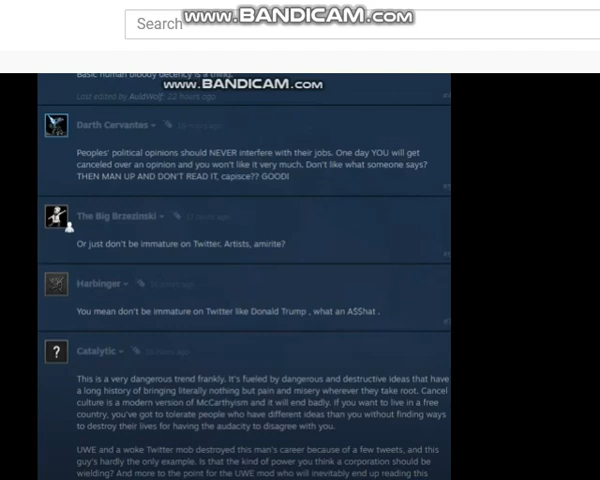 Search
www.BANDICAM.com
Basic human bloody decency is a thing.
www.BANDICAM.com
Last edited by AuldWolf; 22 hours ago
Darth Cervantes
Peoples' political opinions should NEVER interfere with their jobs. One day YOU will get
canceled over an opinion and you won't like it very much. Don't like what someone says?
THEN MAN UP AND DON'T READ IT, capisce?? GOOD!
The Big Brzezinski
Or just don't be immature on Twitter. Artists, amirite?
Harbinger
You mean don't be immature on Twitter like Donald Trump , what an A$$hat .
?
Catalytic
This is a very dangerous trend frankly. It's fueled by dangerous and destructive ideas that have
a long history of bringing literally nothing but pain and misery wherever they take root. Cancel
culture is a modern version of McCarthyism and it will end badly. If you want to live in a free
country, you've got to tolerate people who have different ideas than you without finding ways
to destroy their lives for having the audacity to disagree with you.
UWE and a woke Twitter mob destroyed this man's career because of a few tweets, and this
guy's hardly the only example. Is that the kind of power you think a corporation should be
wielding? And more to the point for the UWE mod who will inevitably end up reading this